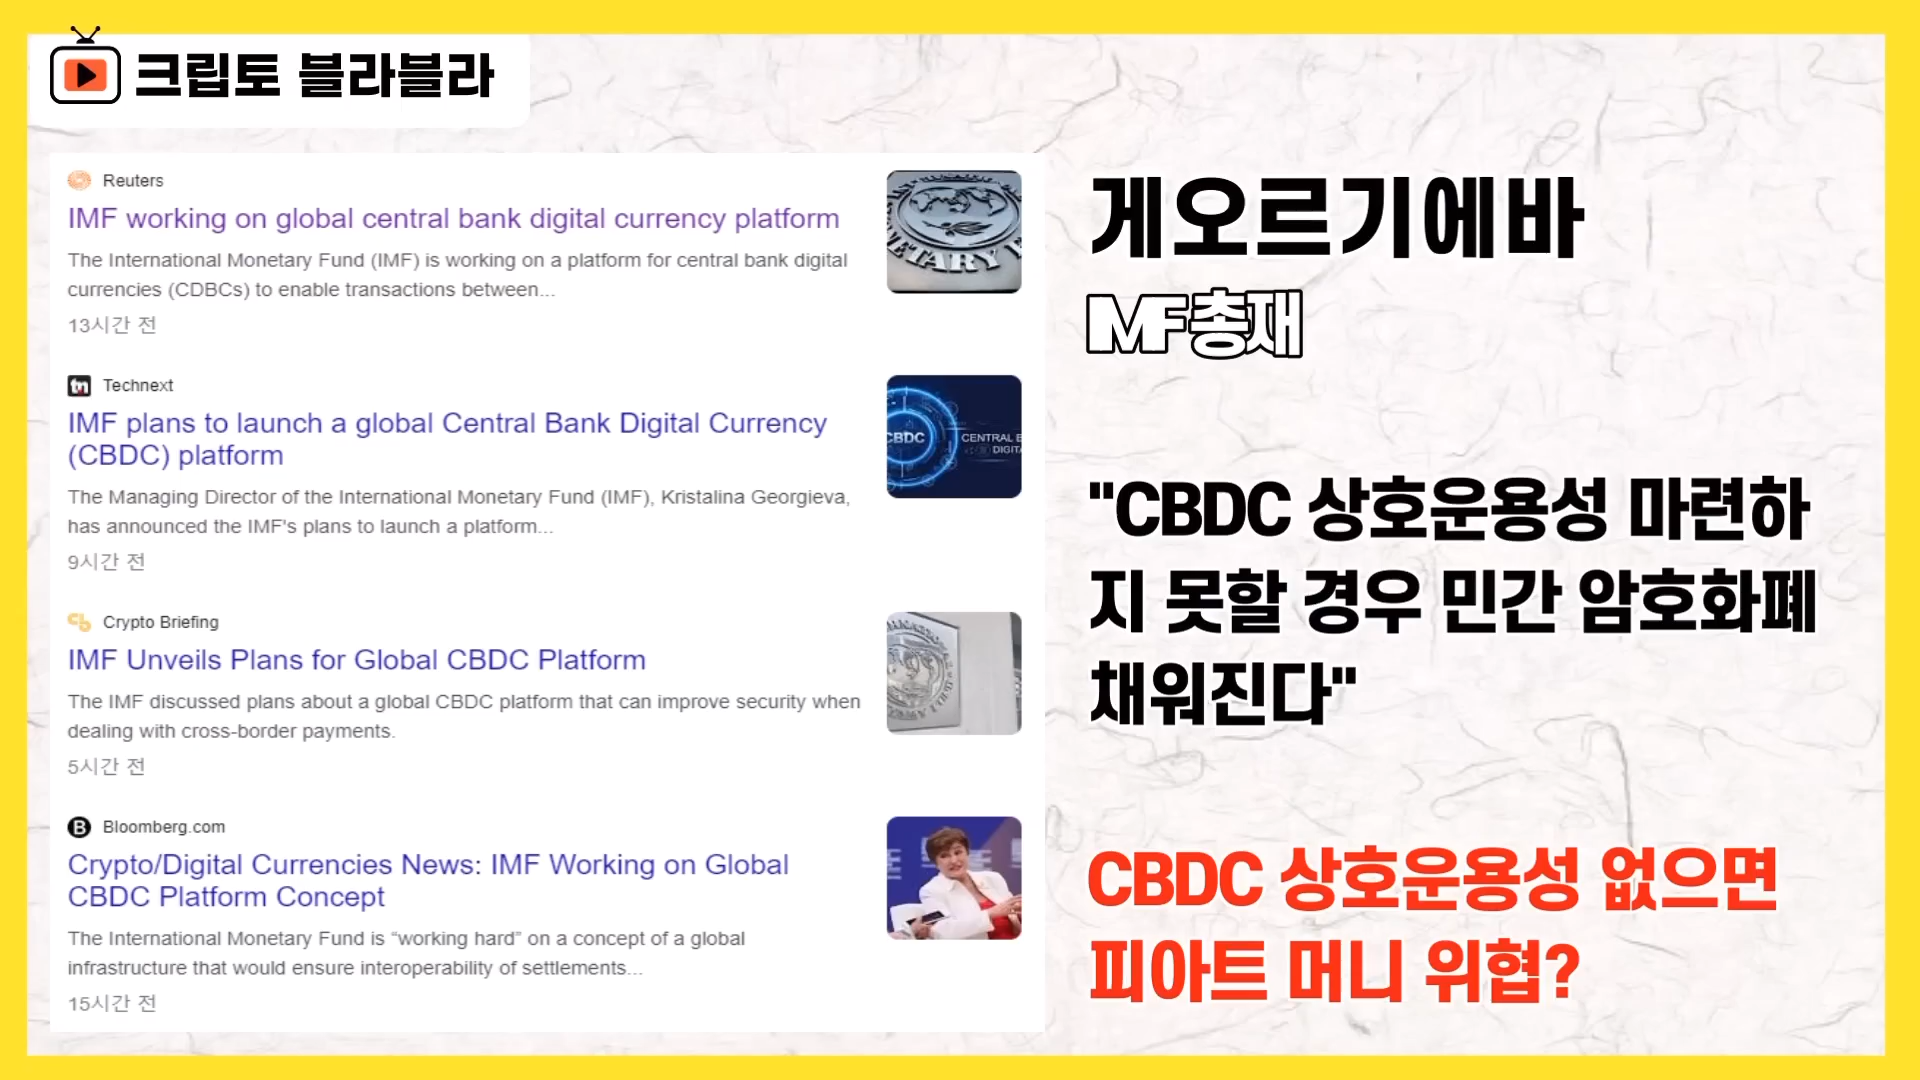 크립토 블라블라
Reuters
IMF working on global central bank digital currency platform
The International Monetary Fund (IMF) is working on a platform for central bank digital
currencies (CDBCs) to enable transactions between...
13시간 전
Technext
IMF plans to launch a global Central Bank Digital Currency
(CBDC) platform
The Managing Director of the International Monetary Fund (IMF), Kristalina Georgieva,
has announced the IMF's plans to launch a platform...
9시간 전
CBDC
CENTRAL B
DIGIT
Crypto Briefing
IMF Unveils Plans for Global CBDC Platform
The IMF discussed plans about a global CBDC platform that can improve security when
dealing with cross-border payments.
5시간 전
Bloomberg.com
Crypto/Digital Currencies News: IMF Working on Global
CBDC Platform Concept
The International Monetary Fund is “working hard” on a concept of a global
infrastructure that would ensure interoperability of settlements...
15시간 전
게오르기에바
IMF총재
"CBDC 상호운용성 마련하
지 못할 경우 민간 암호화폐
채워진다"
CBDC 상호운용성 없으면
피아트 머니 위협?